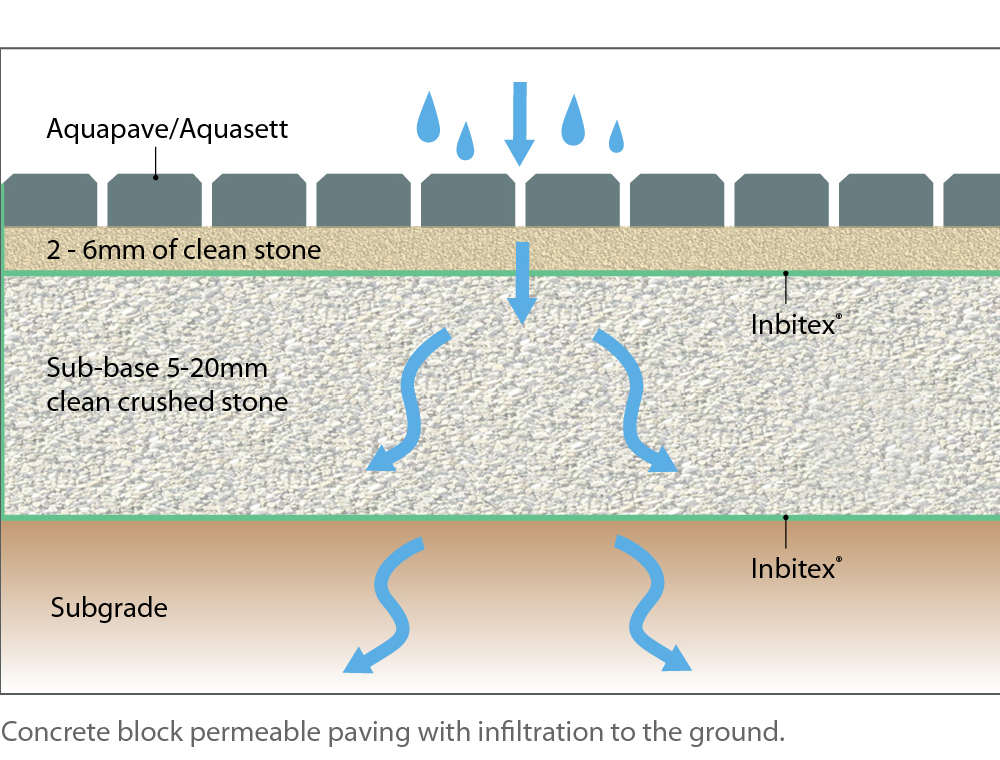 Aquapave/Aquasett
2 - 6mm of clean stone
Inbitex®
Sub-base 5-20mm
clean crushed stone
Inbitex®
Subgrade
Concrete block permeable paving with infiltration to the ground.